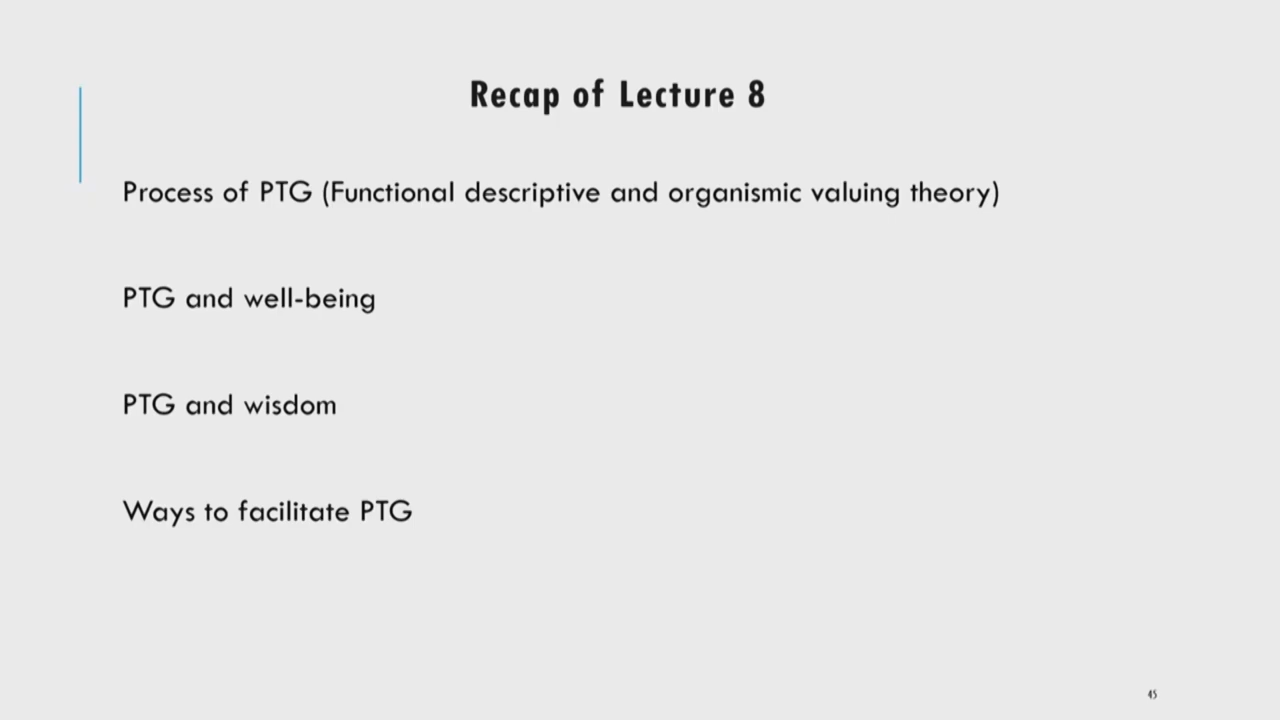 Recap of Lecture 8
Process of PTG (Functional descriptive and organismic valuing theory)
PTG and well-being
PTG and wisdom
Ways to facilitate PTG
45